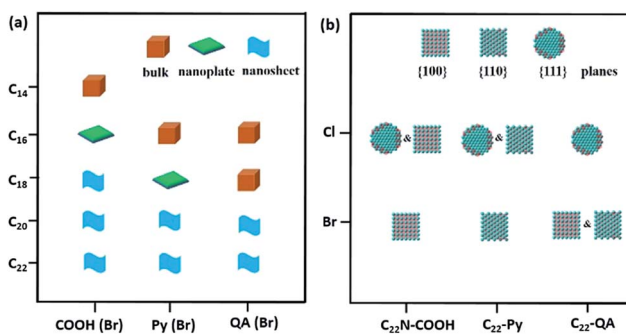 (a)
bulk nanoplate nanosheet
C₁₄
C₁₆
C₁₈
C₂₀
C₂₂
COOH (Br) Py (Br) QA (Br)
(b)
{100} {110} {111} planes
Cl & &
Br &
C₂₂N-COOH C₂₂-Py C₂₂-QA